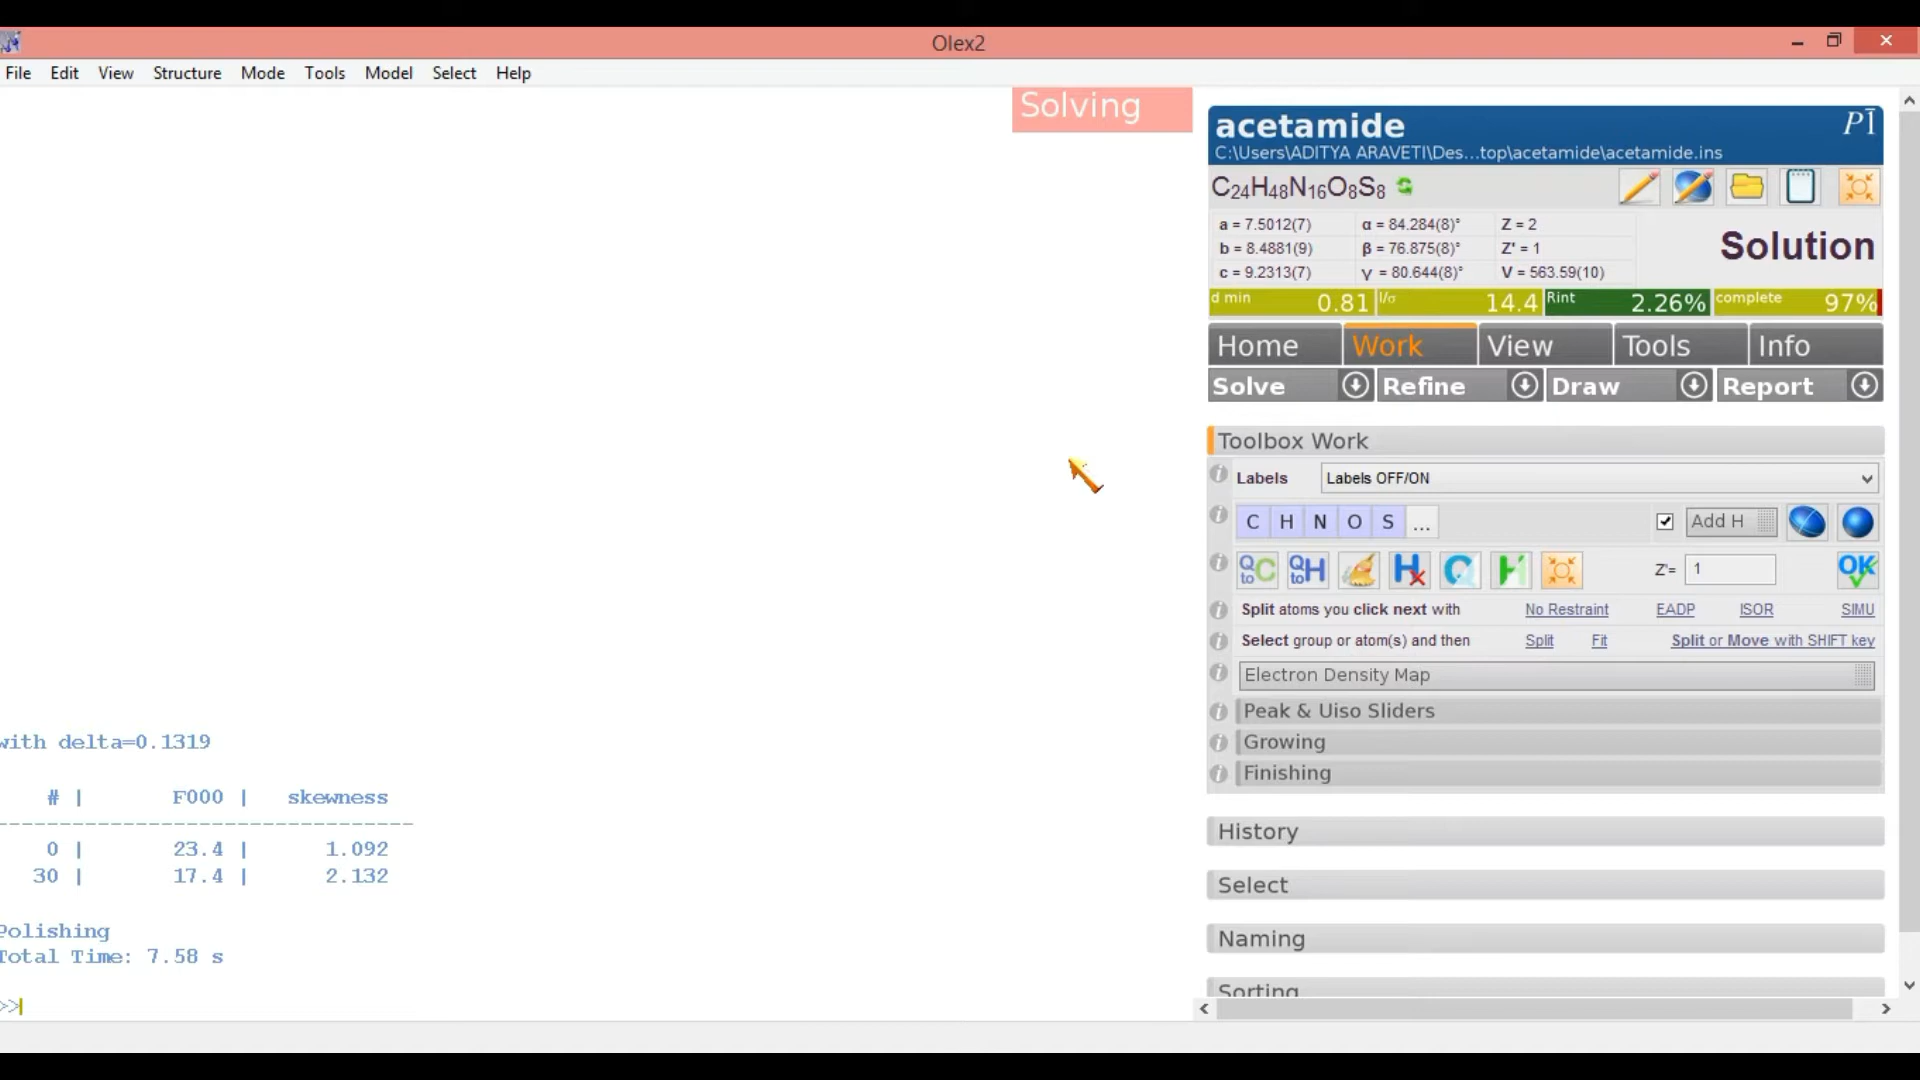 Olex2
File Edit View Structure Mode Tools Model Select Help
Solving
acetamide P1̄
C:\Users\ADITYA ARAVETI\Des...top\acetamide\acetamide.ins
C24H48N16O8S8
a = 7.5012(7) α = 84.284(8)° Z = 2
b = 8.4881(9) β = 76.875(8)° Z' = 1
c = 9.2313(7) γ = 80.644(8)° V = 563.59(10)
Solution
d min 0.81 I/σ 14.4 Rint 2.26% complete 97%
Home Work View Tools Info
Solve Refine Draw Report
Toolbox Work
Labels Labels OFF/ON
C H N O S ... Add H
Q to C Q to H H Z'= 1 OK
Split atoms you click next with No Restraint EADP ISOR SIMU
Select group or atom(s) and then Split Fit Split or Move with SHIFT key
Electron Density Map
Peak & Uiso Sliders
Growing
Finishing
History
Select
Naming
Sorting
with delta=0.1319
# | F000 | skewness
--------------------------------
0 | 23.4 | 1.092
30 | 17.4 | 2.132
Polishing
Total Time: 7.58 s
>>